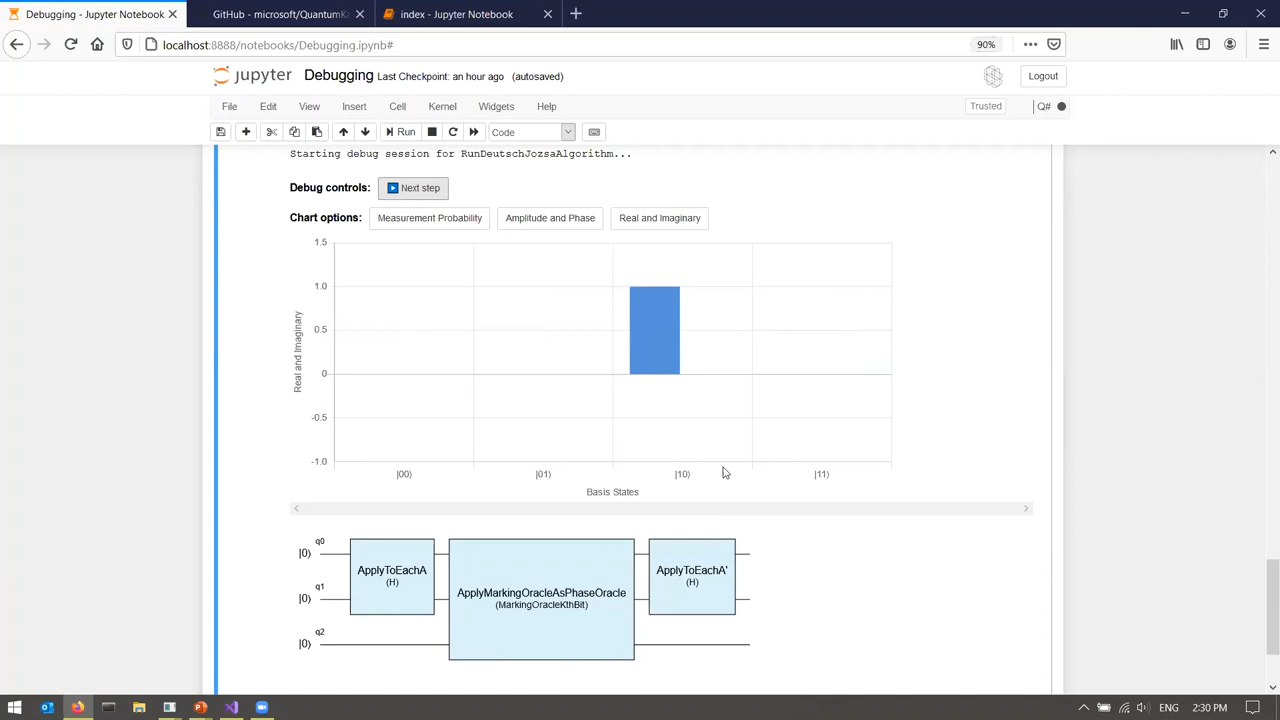 Debugging - Jupyter Notebook
GitHub - microsoft/QuantumKa
index - Jupyter Notebook
localhost:8888/notebooks/Debugging.ipynb#
90%
jupyter Debugging Last Checkpoint: an hour ago (autosaved)
Logout
File Edit View Insert Cell Kernel Widgets Help
Trusted
Q#
Run
Code
Starting debug session for RunDeutschJozsaAlgorithm...
Debug controls: Next step
Chart options: Measurement Probability Amplitude and Phase Real and Imaginary
1.5
1.0
0.5
0
-0.5
-1.0
Real and Imaginary
|00⟩ |01⟩ |10⟩ |11⟩
Basis States
q0
|0⟩
q1
|0⟩
q2
|0⟩
ApplyToEachA
(H)
ApplyMarkingOracleAsPhaseOracle
(MarkingOracleKthBit)
ApplyToEachA'
(H)
ENG 2:30 PM